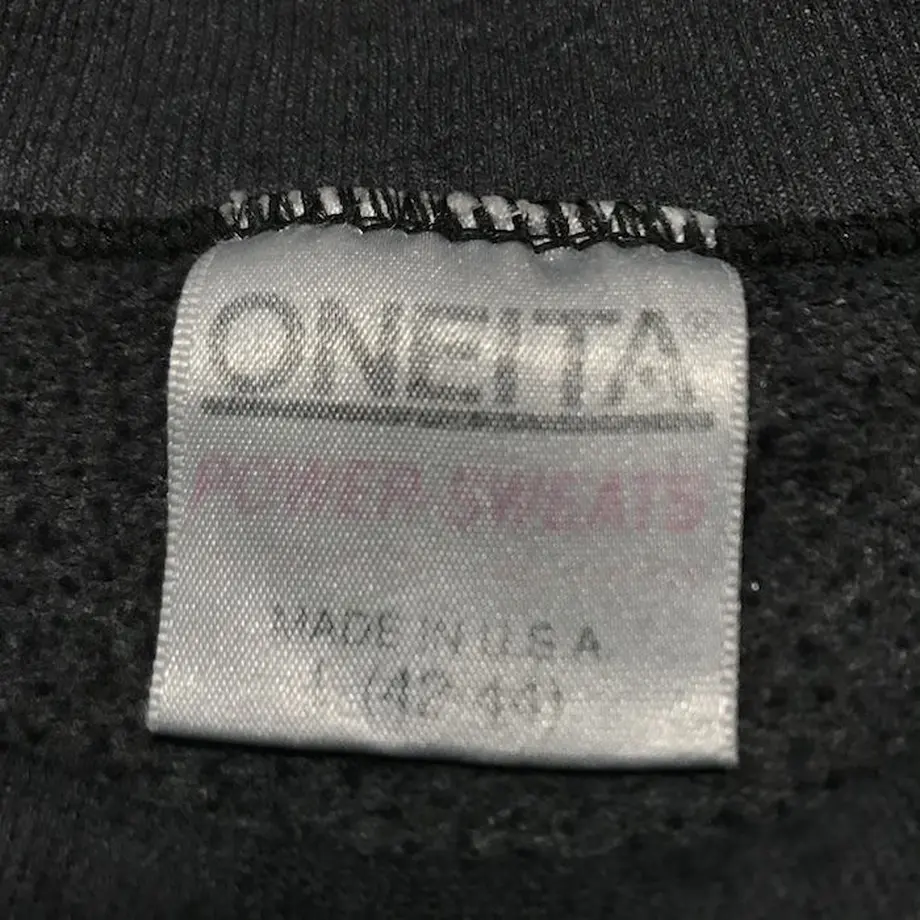 ONEITA®
POWER SWEATS
MADE IN U.S.A
L (42-44)